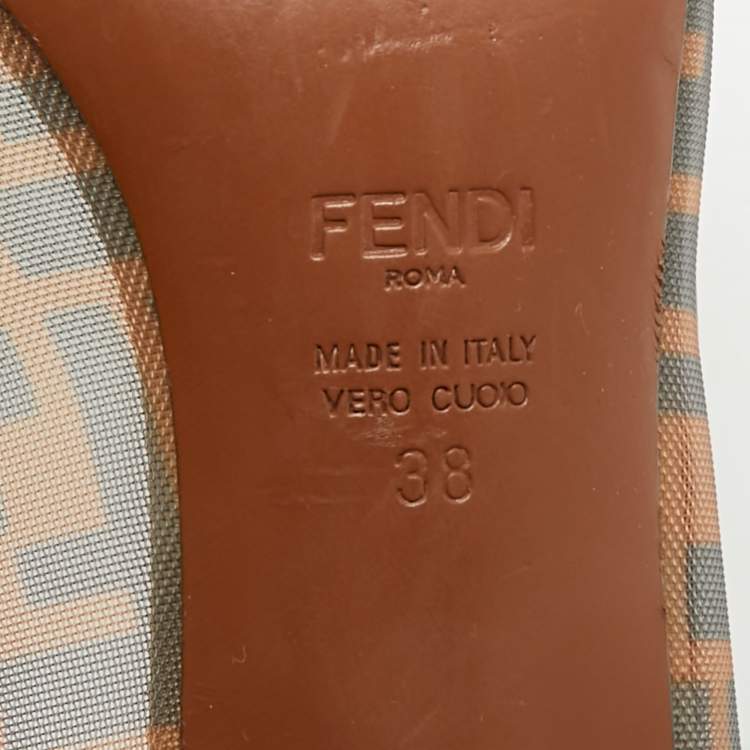 FENDI
ROMA
MADE IN ITALY
VERO CUOIO
38